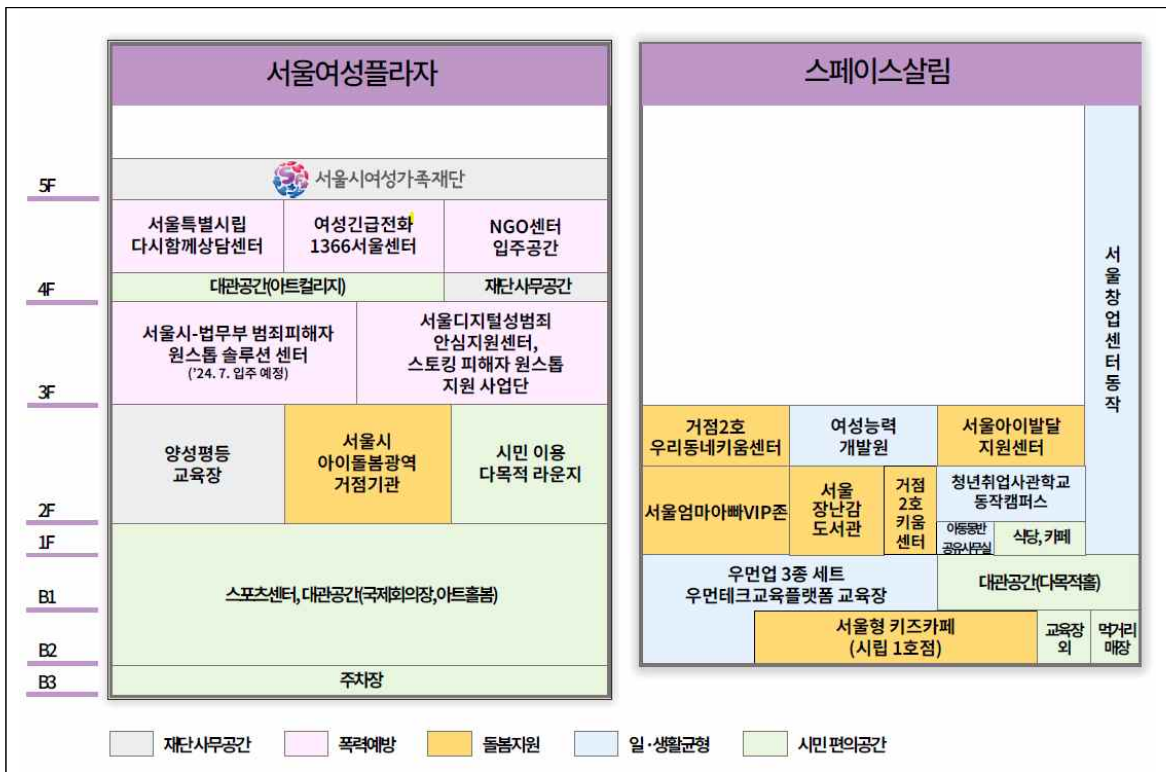 서울여성플라자
5F
서울시여성가족재단
서울특별시립
다시함께상담센터
여성긴급전화
1366서울센터
NGO센터
입주공간
4F
대관공간(아트컬리지)
재단사무공간
서울시-법무부 범죄피해자
원스톱 솔루션 센터
('24. 7. 입주 예정)
서울디지털성범죄
안심지원센터,
스토킹 피해자 원스톱
지원 사업단
3F
양성평등
교육장
서울시
아이돌봄광역
거점기관
시민 이용
다목적 라운지
2F
1F
B1
스포츠센터, 대관공간(국제회의장,아트홀봄)
B2
B3
주차장
스페이스살림
서울창업센터동작
거점2호
우리동네키움센터
여성능력
개발원
서울아이발달
지원센터
서울엄마아빠VIP존
서울
장난감
도서관
거점
2호
키움
센터
청년취업사관학교
동작캠퍼스
아동동반
공유사무실
식당, 카페
우먼업 3종 세트
우먼테크교육플랫폼 교육장
대관공간(다목적홀)
서울형 키즈카페
(시립 1호점)
교육장
외
먹거리
매장
재단사무공간
폭력예방
돌봄지원
일·생활균형
시민 편의공간